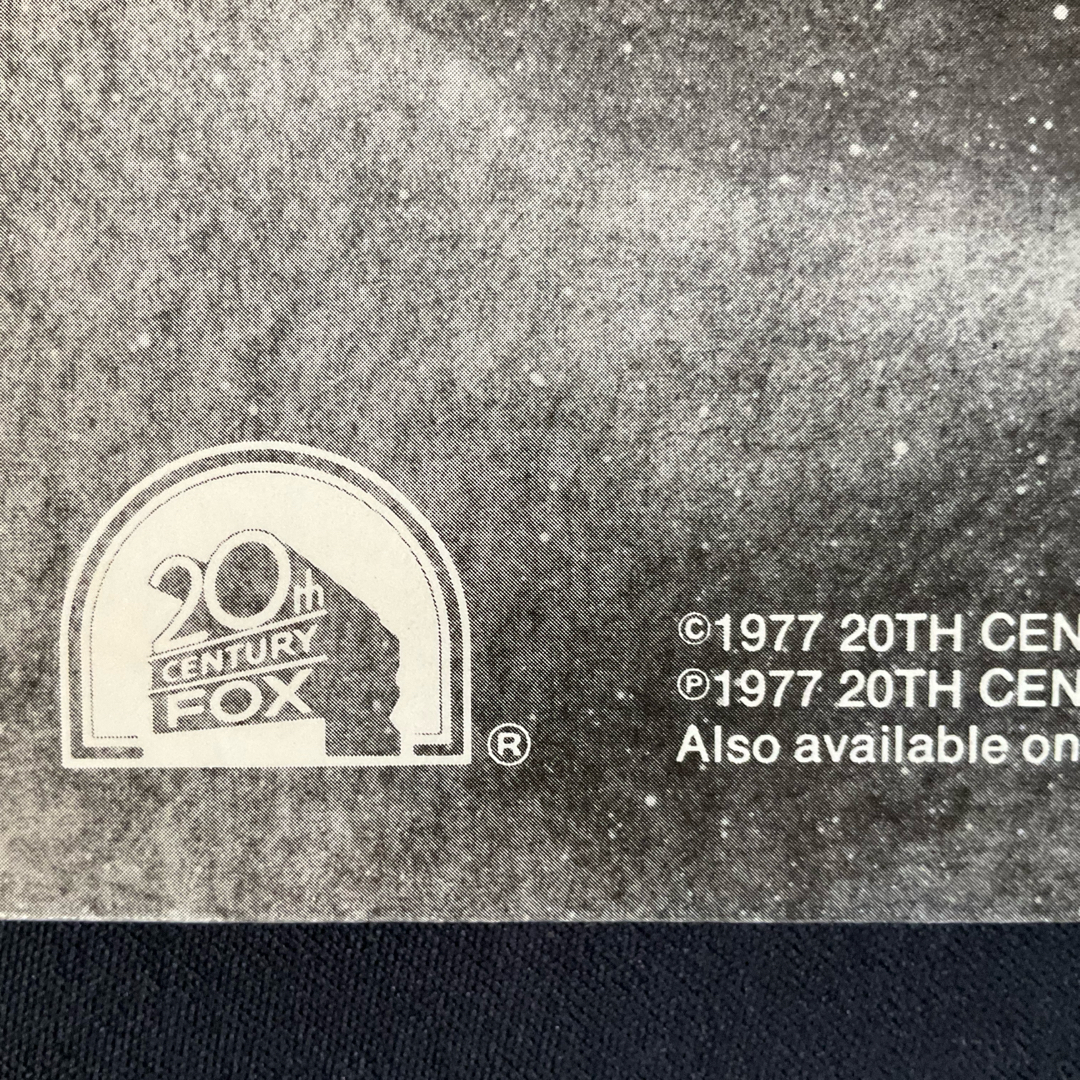 20th
CENTURY
FOX
®
©1977 20TH CEN
℗1977 20TH CEN
Also available on